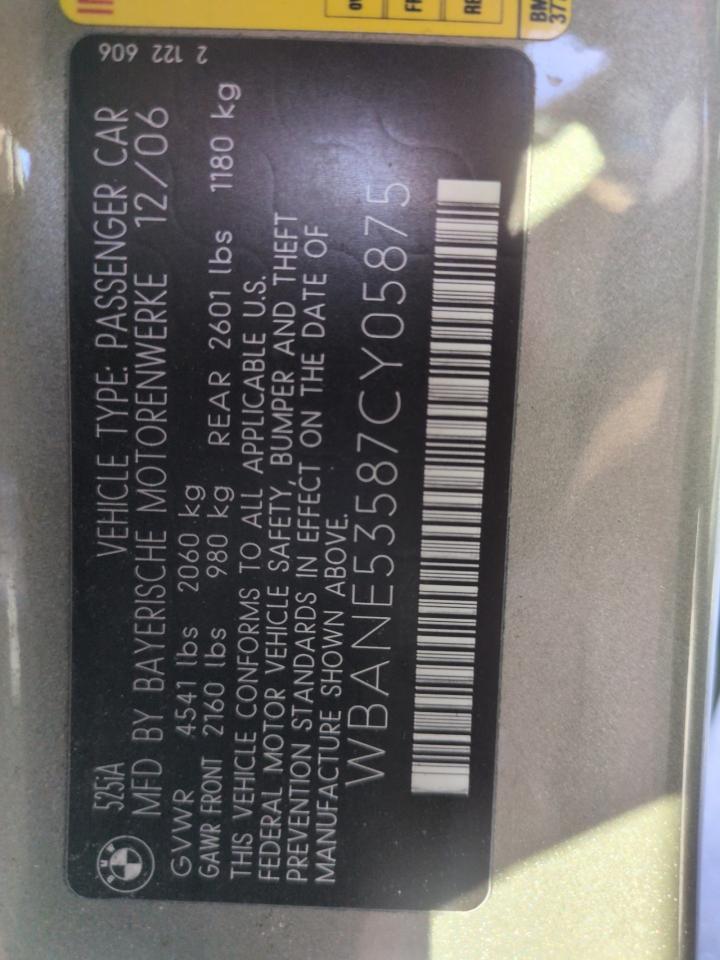 525iA VEHICLE TYPE: PASSENGER CAR 2 122 606
MFD BY BAYERISCHE MOTORENWERKE 12/06
GVWR 4541 lbs 2060 kg
GAWR FRONT 2160 lbs 980 kg REAR 2601 lbs 1180 kg
THIS VEHICLE CONFORMS TO ALL APPLICABLE U.S.
FEDERAL MOTOR VEHICLE SAFETY, BUMPER AND THEFT
PREVENTION STANDARDS IN EFFECT ON THE DATE OF
MANUFACTURE SHOWN ABOVE.
WBANE53587CY05875
BMW